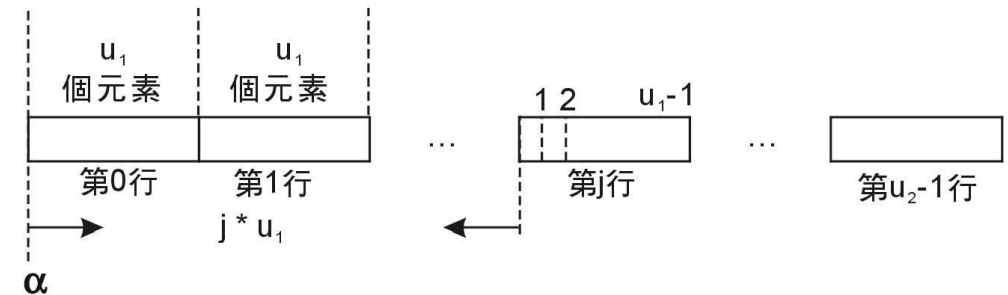 u₁ u₁
個元素 個元素
1 2 u₁-1
... ...
第0行 第1行 第j行 第u₂-1行
j * u₁
α